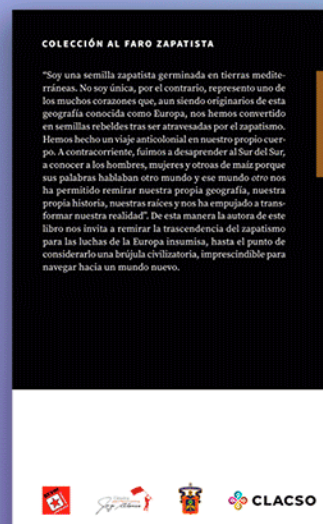 COLECCIÓN AL FARO ZAPATISTA
"Soy una semilla zapatista germinada en tierras medite-
rráneas. No soy única, por el contrario, represento uno de
los muchos corazones que, aun siendo originarios de esta
geografía conocida como Europa, nos hemos convertido
en semillas rebeldes tras ser atravesadas por el zapatismo.
Hemos hecho un viaje anticolonial en nuestro propio cuer-
po. A contracorriente, fuimos a desaprender al Sur del Sur,
a conocer a los hombres, mujeres y otroas de maíz porque
sus palabras hablaban otro mundo y ese mundo otro nos
ha permitido remirar nuestra propia geografía, nuestra
propia historia, nuestras raíces y nos ha empujado a trans-
formar nuestra realidad". De esta manera la autora de este
libro nos invita a remirar la trascendencia del zapatismo
para las luchas de la Europa insumisa, hasta el punto de
considerarlo una brújula civilizatoria, imprescindible para
navegar hacia un mundo nuevo.
CLACSO